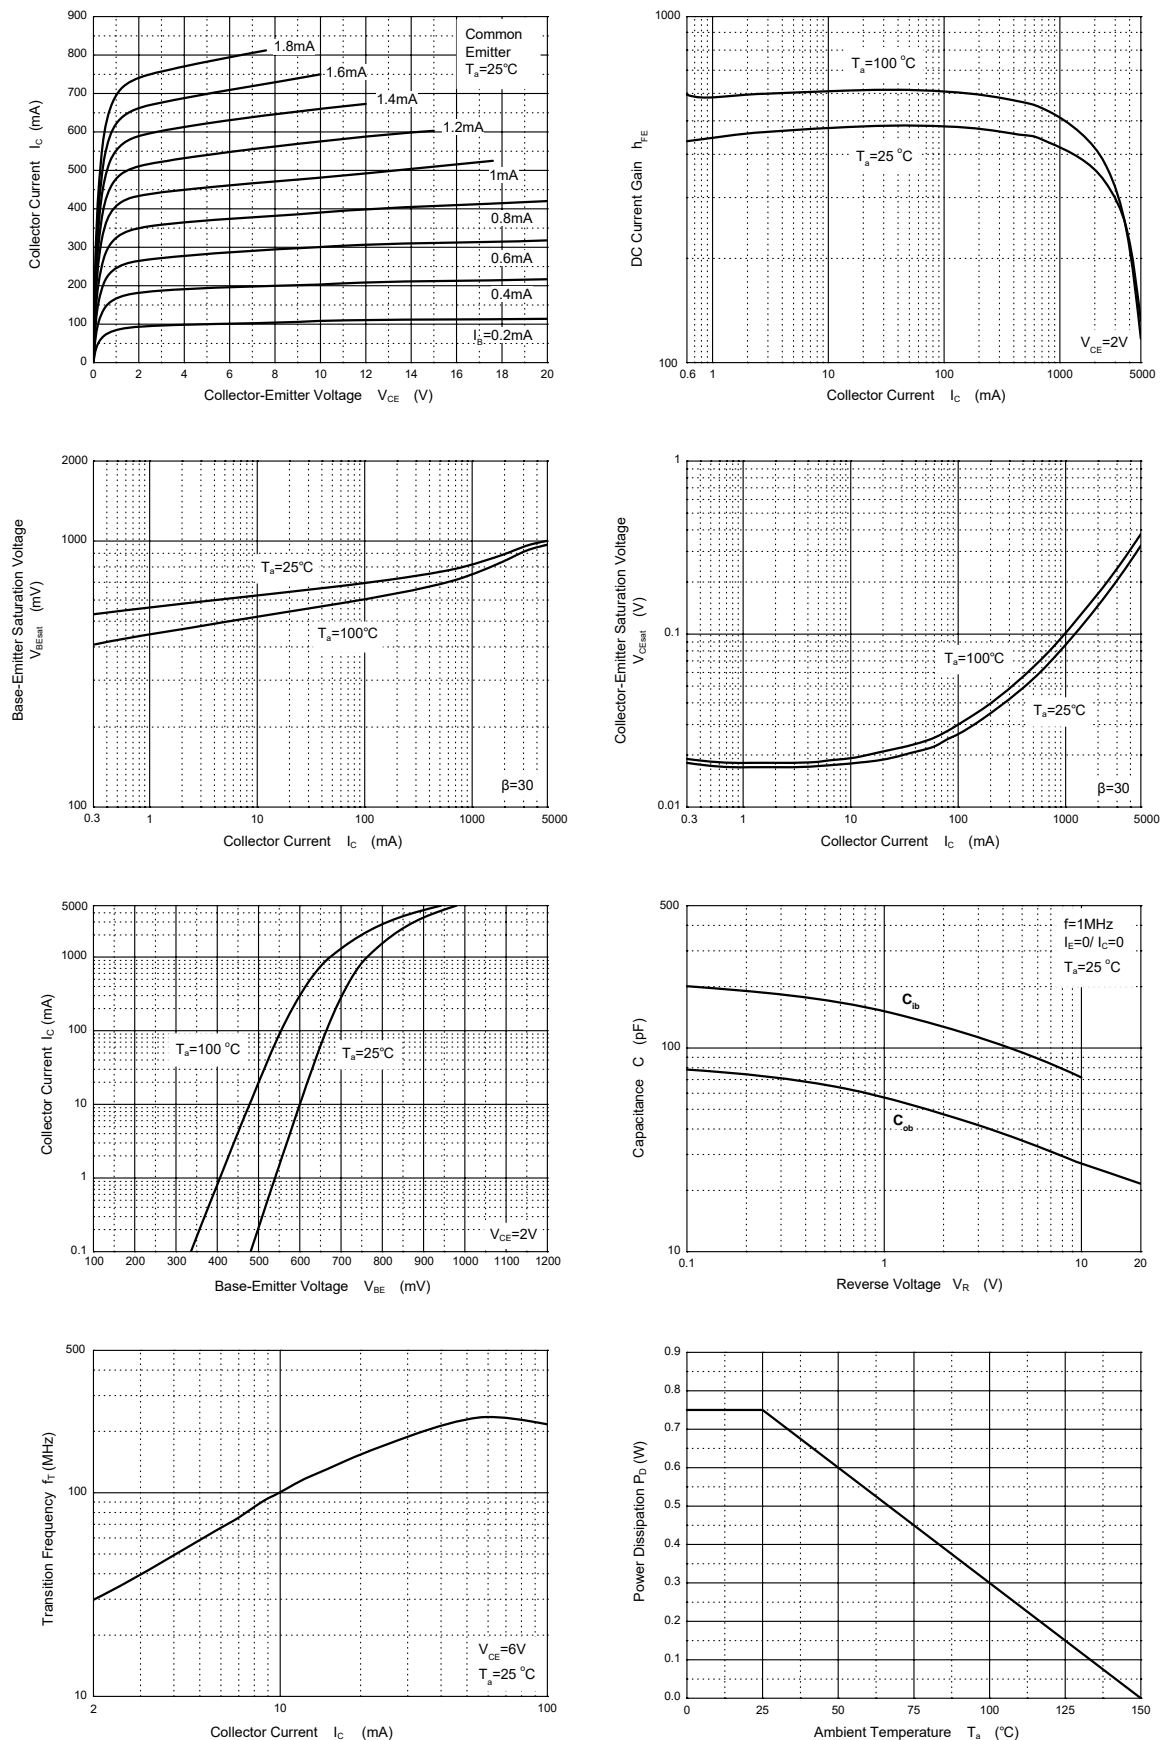 900
800
700
600
500
400
300
200
100
0
0 2 4 6 8 10 12 14 16 18 20
Collector Current I_C (mA)
Collector-Emitter Voltage V_CE (V)
Common
Emitter
T_a=25℃
1.8mA
1.6mA
1.4mA
1.2mA
1mA
0.8mA
0.6mA
0.4mA
I_B=0.2mA
1000
100
0.6 1 10 100 1000 5000
DC Current Gain h_FE
Collector Current I_C (mA)
T_a=100 °C
T_a=25 °C
V_CE=2V
2000
1000
100
0.3 1 10 100 1000 5000
Base-Emitter Saturation Voltage
V_BEsat (mV)
Collector Current I_C (mA)
T_a=25℃
T_a=100℃
β=30
1
0.1
0.01
0.3 1 10 100 1000 5000
Collector-Emitter Saturation Voltage
V_CEsat (V)
Collector Current I_C (mA)
T_a=100℃
T_a=25℃
β=30
5000
1000
100
10
1
0.1
100 200 300 400 500 600 700 800 900 1000 1100 1200
Collector Current I_C (mA)
Base-Emitter Voltage V_BE (mV)
T_a=100 °C
T_a=25℃
V_CE=2V
500
100
10
0.1 1 10 20
Capacitance C (pF)
Reverse Voltage V_R (V)
f=1MHz
I_E=0/ I_C=0
T_a=25 °C
C_ib
C_ob
500
100
10
2 10 100
Transition Frequency f_T (MHz)
Collector Current I_C (mA)
V_CE=6V
T_a=25 °C
0.9
0.8
0.7
0.6
0.5
0.4
0.3
0.2
0.1
0.0
0 25 50 75 100 125 150
Power Dissipation P_D (W)
Ambient Temperature T_a (℃)